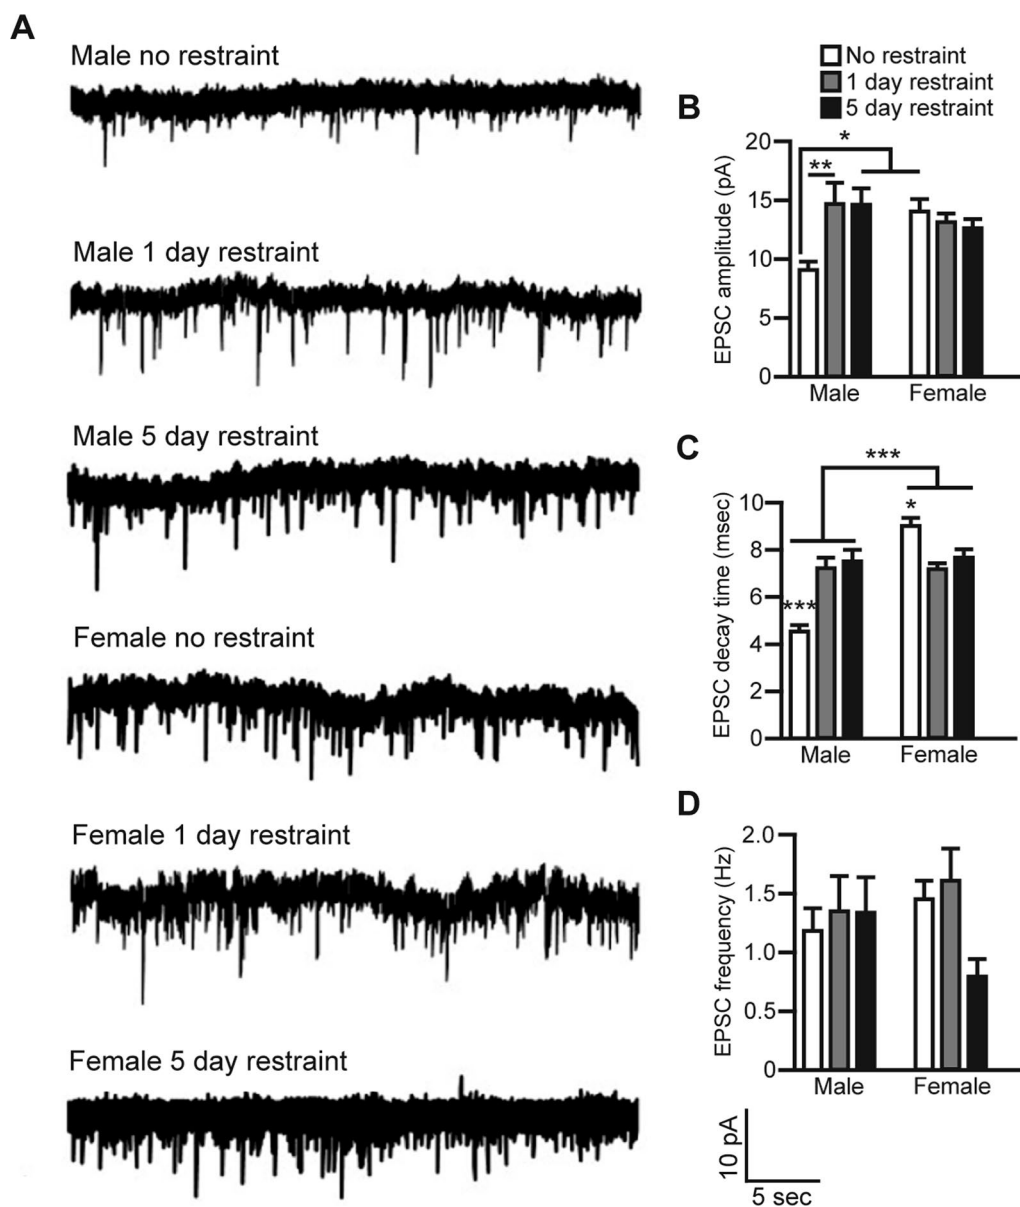 A
Male no restraint
Male 1 day restraint
Male 5 day restraint
Female no restraint
Female 1 day restraint
Female 5 day restraint
No restraint
1 day restraint
5 day restraint
B
EPSC amplitude (pA)
20
15
10
5
0
*
**
Male Female
C
EPSC decay time (msec)
10
8
6
4
2
0
***
*
***
Male Female
D
EPSC frequency (Hz)
2.0
1.5
1.0
0.5
0
Male Female
10 pA
5 sec